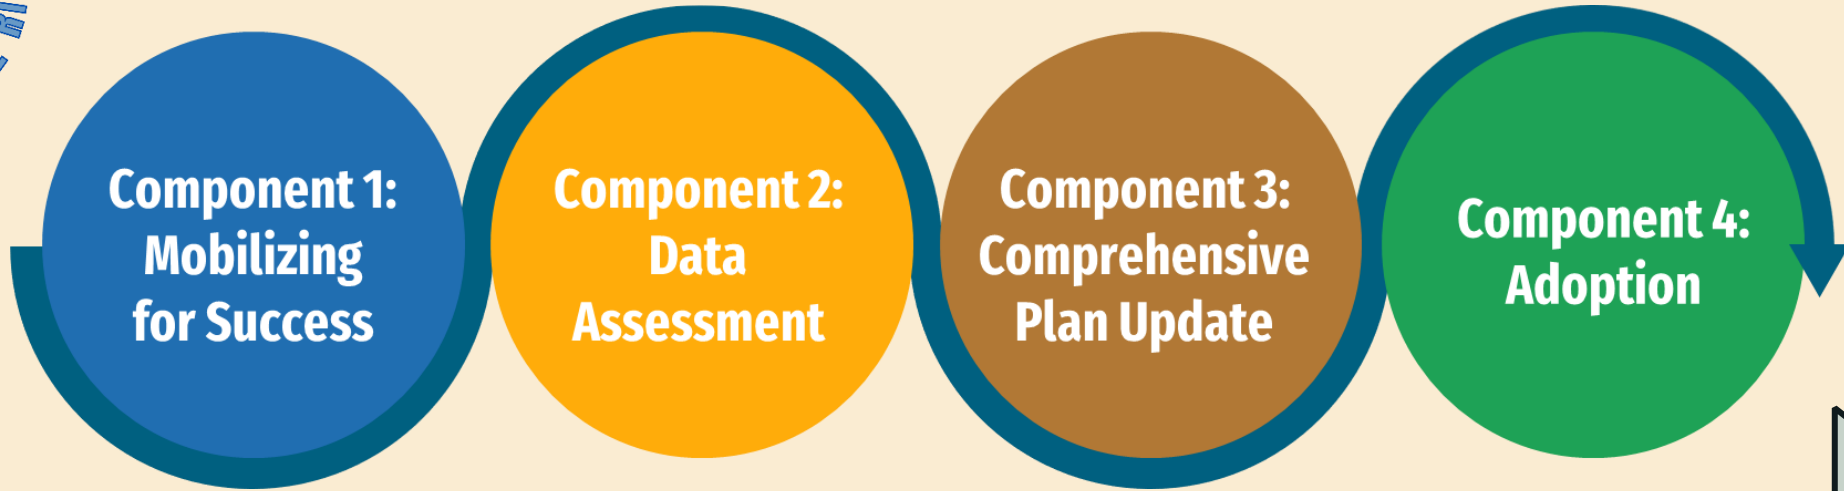 Component 1:
Mobilizing
for Success
Component 2:
Data
Assessment
Component 3:
Comprehensive
Plan Update
Component 4:
Adoption